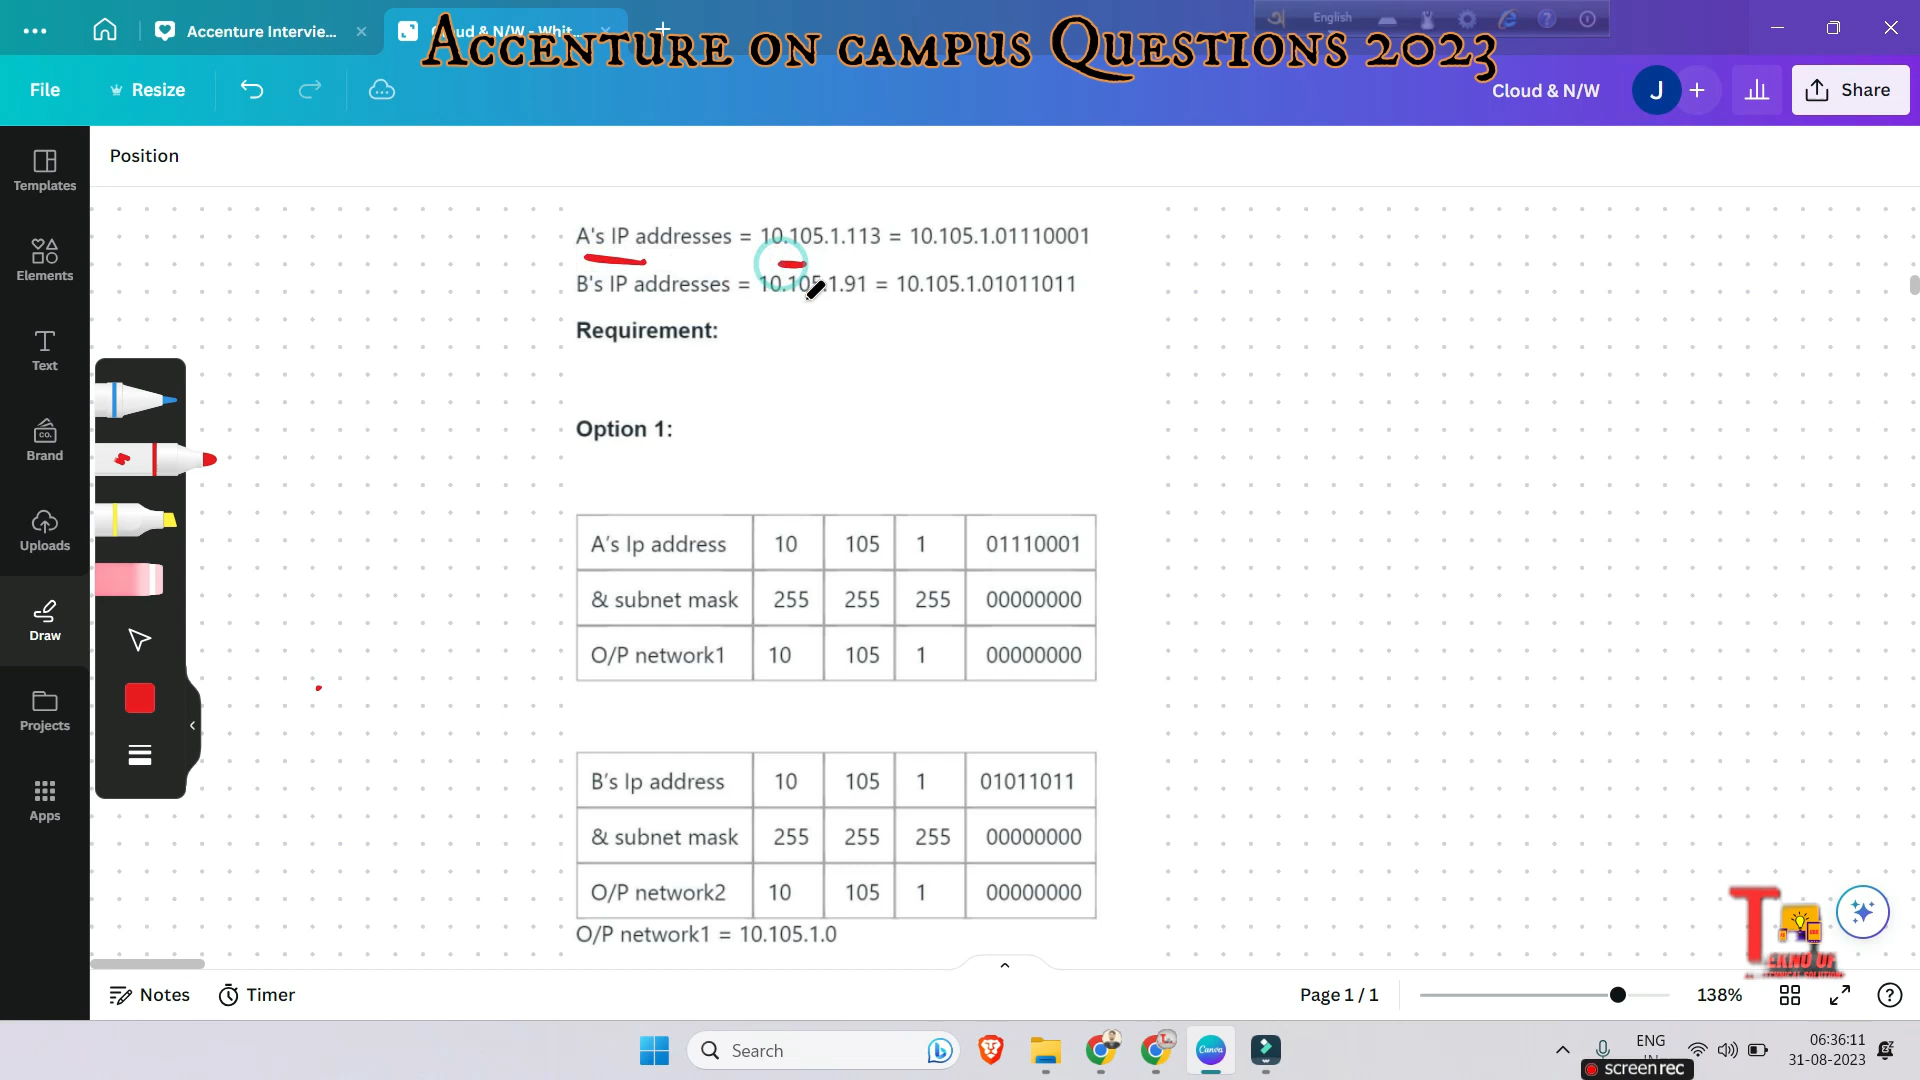 Accenture Intervie...
Cloud & N/W - Whit...
English
Accenture on campus Questions 2023
File
Resize
Cloud & N/W
J
Share
Position
Templates
Elements
Text
Brand
Uploads
Draw
Projects
Apps
A's IP addresses = 10.105.1.113 = 10.105.1.01110001
B's IP addresses = 10.105.1.91 = 10.105.1.01011011
Requirement:
Option 1:
A's Ip address 10 105 1 01110001
& subnet mask 255 255 255 00000000
O/P network1 10 105 1 00000000
B's Ip address 10 105 1 01011011
& subnet mask 255 255 255 00000000
O/P network2 10 105 1 00000000
O/P network1 = 10.105.1.0
Notes
Timer
Page 1 / 1
138%
Search
Canva
ENG
06:36:11
31-08-2023
screenrec